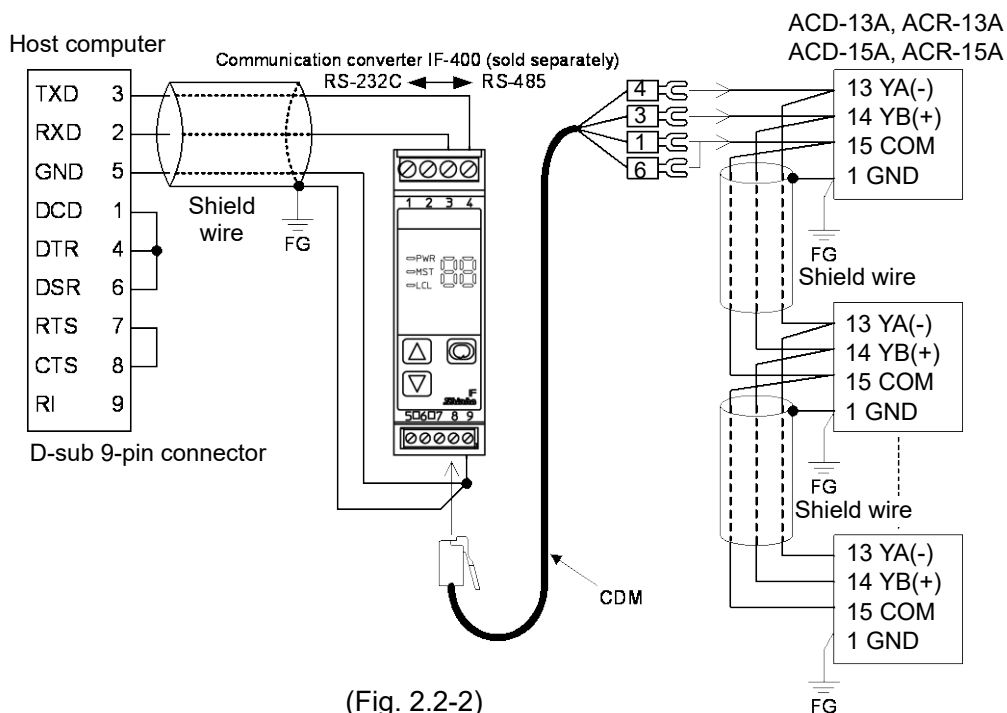 ACD-13A, ACR-13A
ACD-15A, ACR-15A
Host computer
Communication converter IF-400 (sold separately)
RS-232C RS-485
TXD 3
RXD 2
GND 5
DCD 1
DTR 4
DSR 6
RTS 7
CTS 8
RI 9
D-sub 9-pin connector
Shield
wire
FG
1 2 3 4
PWR
MST
LCL
88
IF
Shinko
5 6 7 8 9
CDM
4
3
1
6
13 YA(-)
14 YB(+)
15 COM
1 GND
FG
Shield wire
13 YA(-)
14 YB(+)
15 COM
1 GND
FG
Shield wire
13 YA(-)
14 YB(+)
15 COM
1 GND
FG
(Fig. 2.2-2)